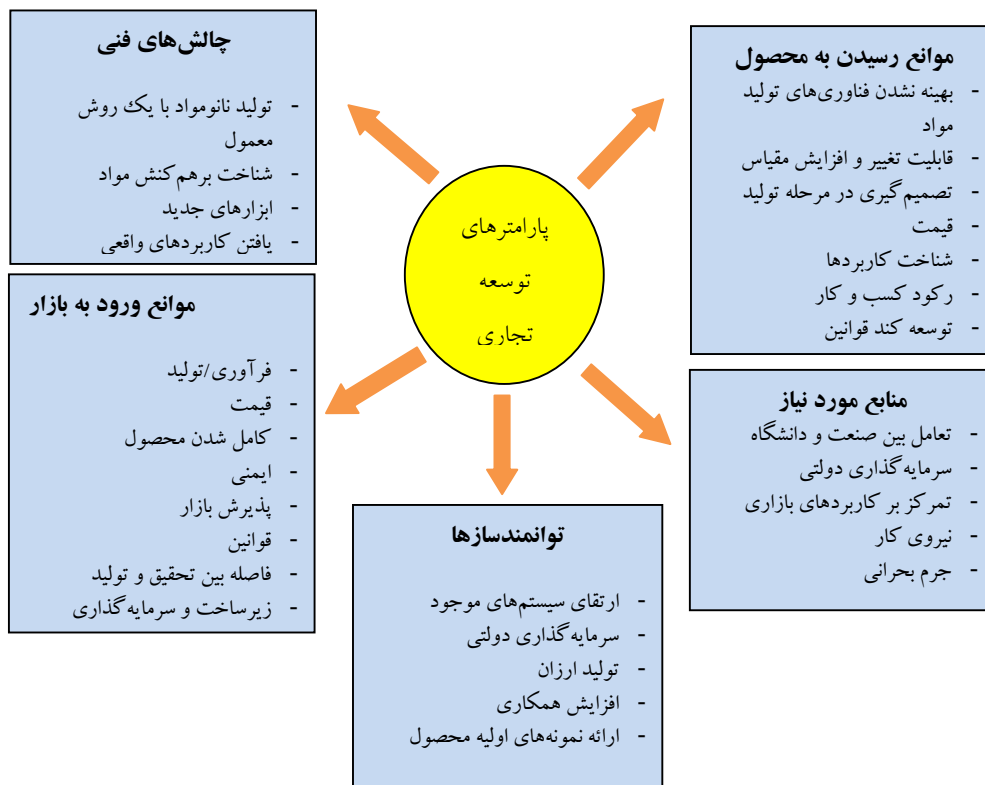 موانع رسیدن به محصول
- بهینه نشدن فناوری‌های تولید
مواد
- قابلیت تغییر و افزایش مقیاس
- تصمیم‌گیری در مرحله تولید
- قیمت
- شناخت کاربردها
- رکود کسب و کار
- توسعه کند قوانین
چالش‌های فنی
- تولید نانومواد با یک روش
معمول
- شناخت برهم‌کنش مواد
- ابزارهای جدید
- یافتن کاربردهای واقعی
پارامترهای
توسعه
تجاری
موانع ورود به بازار
- فرآوری/تولید
- قیمت
- کامل شدن محصول
- ایمنی
- پذیرش بازار
- قوانین
- فاصله بین تحقیق و تولید
- زیرساخت و سرمایه‌گذاری
منابع مورد نیاز
- تعامل بین صنعت و دانشگاه
- سرمایه‌گذاری دولتی
- تمرکز بر کاربردهای بازاری
- نیروی کار
- جرم بحرانی
توانمندسازها
- ارتقای سیستم‌های موجود
- سرمایه‌گذاری دولتی
- تولید ارزان
- افزایش همکاری
- ارائه نمونه‌های اولیه محصول